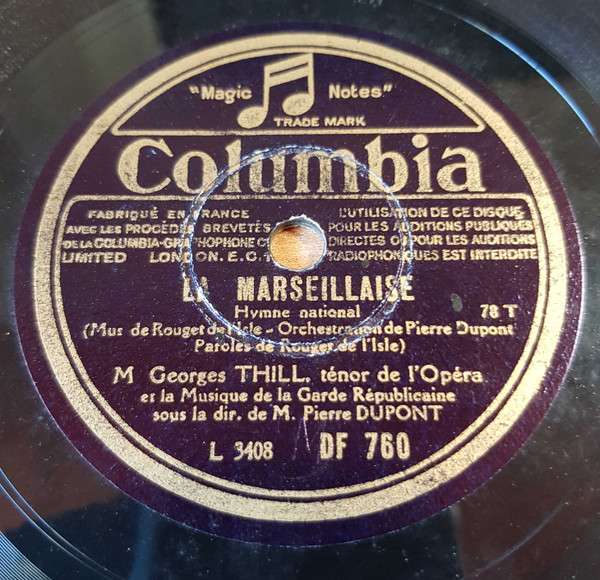 "Magic Notes"
TRADE MARK
Columbia
FABRIQUÉ EN FRANCE
AVEC LES PROCÉDÉS BREVETÉS
DE LA COLUMBIA-GRAPHOPHONE Cº
LIMITED LONDON. E.C.1
L'UTILISATION DE CE DISQUE
POUR LES AUDITIONS PUBLIQUES
DIRECTES OU POUR LES AUDITIONS
RADIOPHONIQUES EST INTERDITE
LA MARSEILLAISE
Hymne national 78 T
(Mus de Rouget de l'Isle - Orchestration de Pierre Dupont
Paroles de Rouget de l'Isle)
M Georges THILL. ténor de l'Opéra
et la Musique de la Garde Républicaine
sous la dir. de M. Pierre DUPONT
L 3408 DF 760